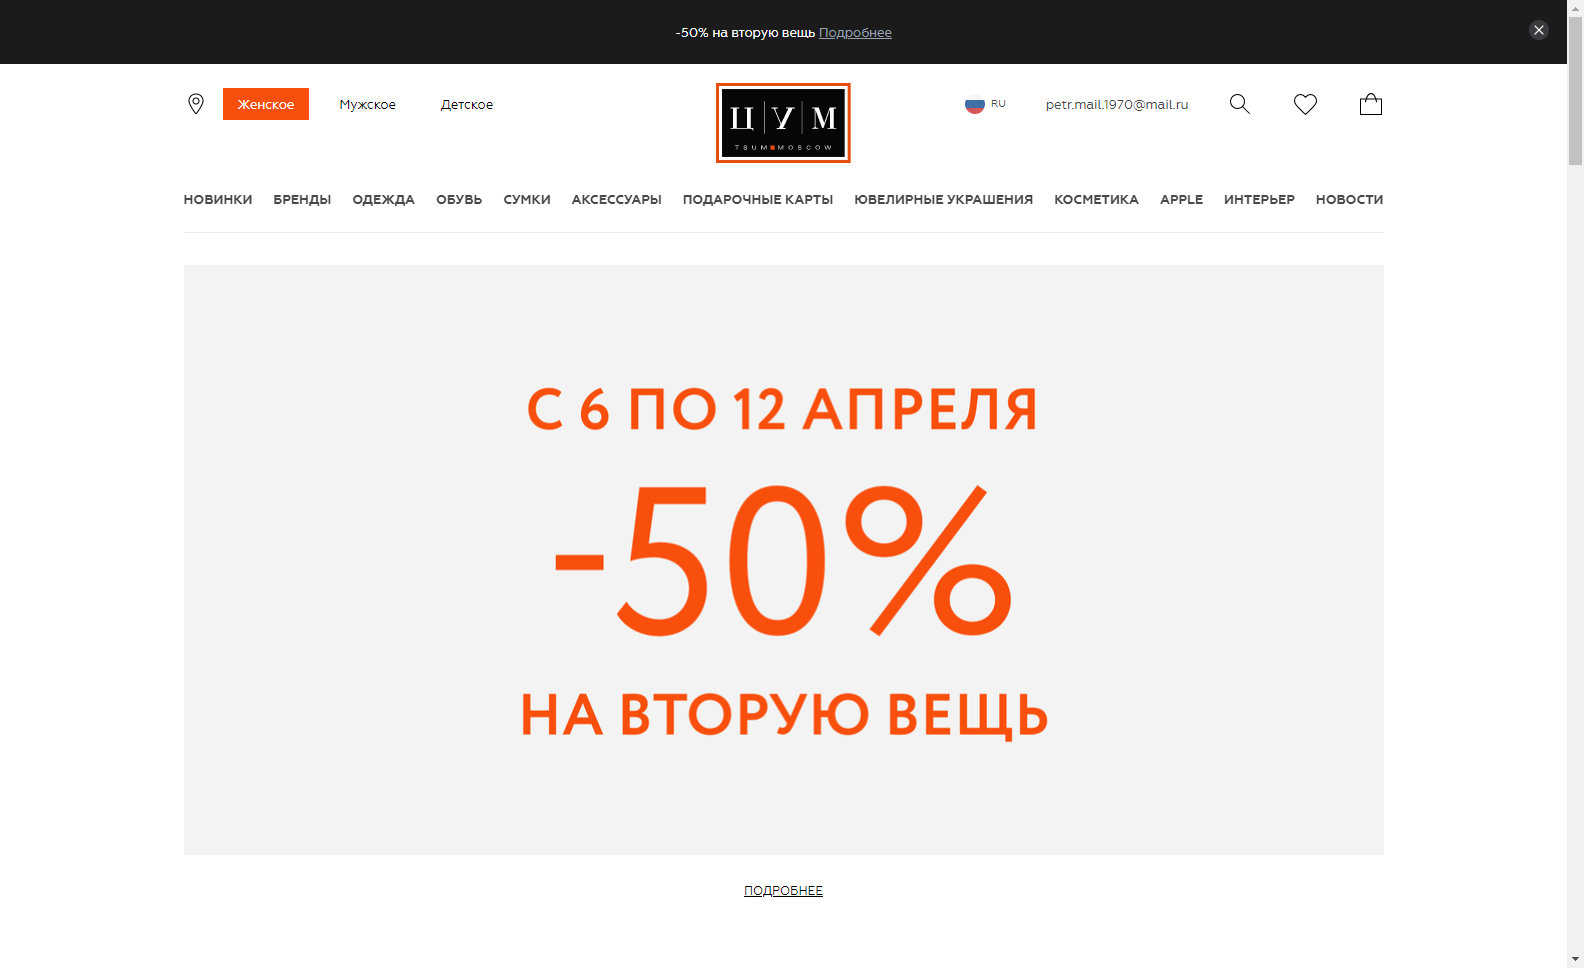 -50% на вторую вещь Подробнее
Женское Мужское Детское
ЦУМ
TSUM MOSCOW
RU petr.mail.1970@mail.ru
НОВИНКИ БРЕНДЫ ОДЕЖДА ОБУВЬ СУМКИ АКСЕССУАРЫ ПОДАРОЧНЫЕ КАРТЫ ЮВЕЛИРНЫЕ УКРАШЕНИЯ КОСМЕТИКА APPLE ИНТЕРЬЕР НОВОСТИ
С 6 ПО 12 АПРЕЛЯ
-50%
НА ВТОРУЮ ВЕЩЬ
ПОДРОБНЕЕ